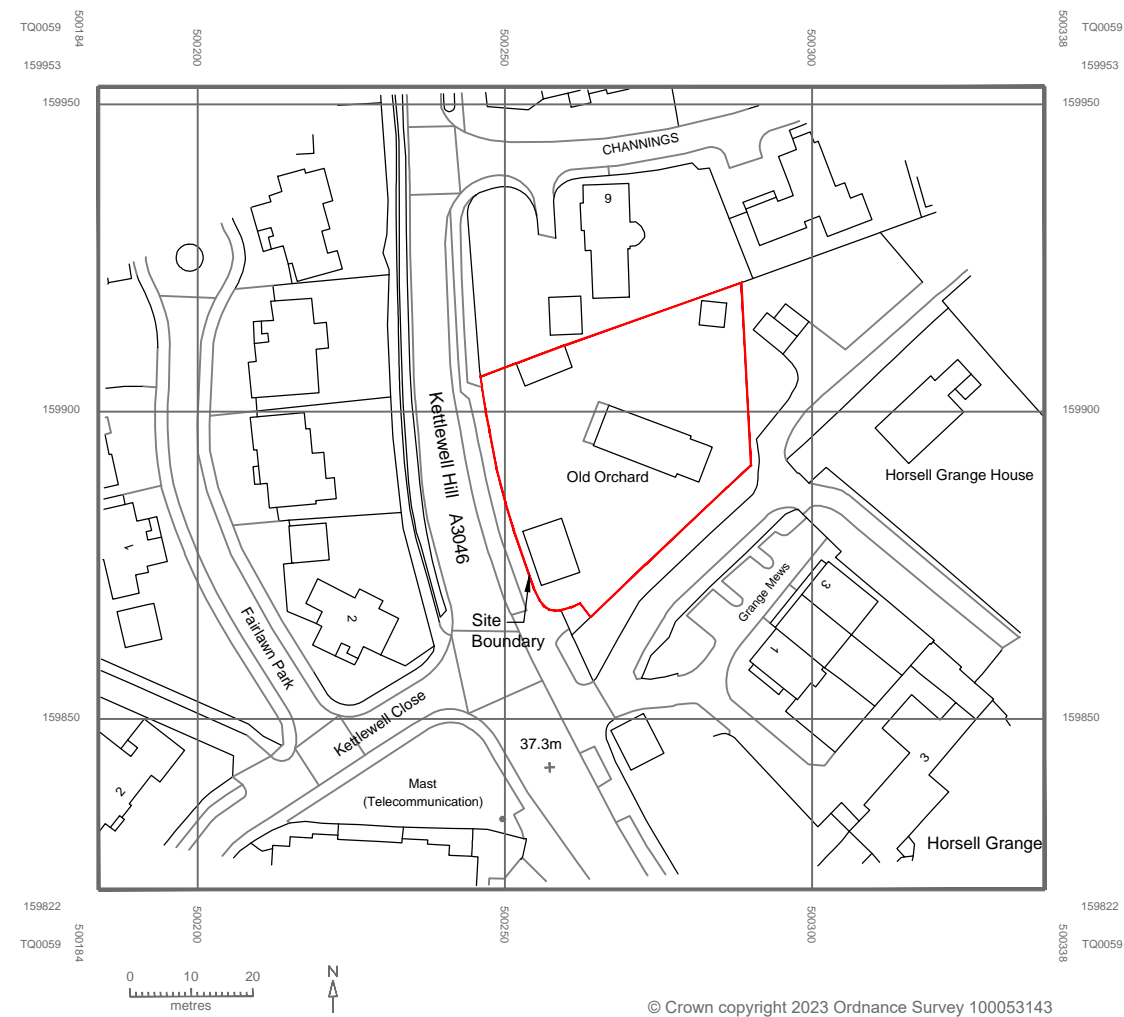 TQ0059
500184
500200
500250
500300
500338
TQ0059
159953
159953
159950
159950
CHANNINGS
9
Kettlewell Hill A3046
159900
159900
Old Orchard
Horsell Grange House
1
2
Fairlawn Park
Grange Mews
3
1
Site
Boundary
Kettlewell Close
159850
159850
37.3m
3
2
Mast
(Telecommunication)
Horsell Grange
159822
159822
TQ0059
500184
500200
500250
500300
500338
TQ0059
0 10 20
metres
N
© Crown copyright 2023 Ordnance Survey 100053143